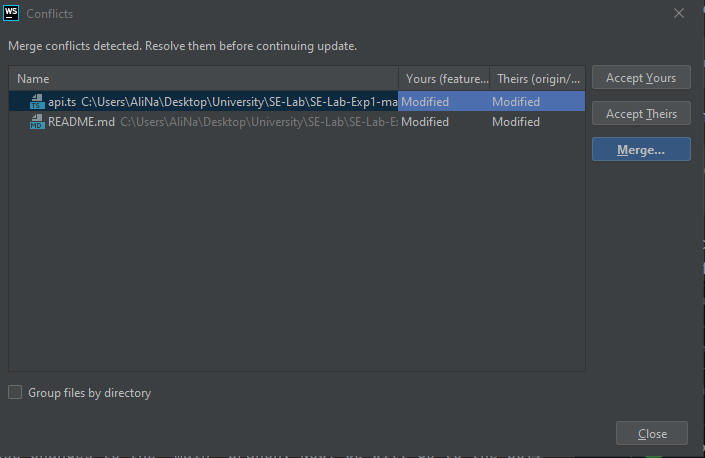 WS Conflicts
Merge conflicts detected. Resolve them before continuing update.
Name Yours (feature... Theirs (origin/...
TS api.ts C:\Users\AliNa\Desktop\University\SE-Lab\SE-Lab-Exp1-ma Modified Modified
MD README.md C:\Users\AliNa\Desktop\University\SE-Lab\SE-Lab-Ex Modified Modified
Accept Yours
Accept Theirs
Merge...
Group files by directory
Close